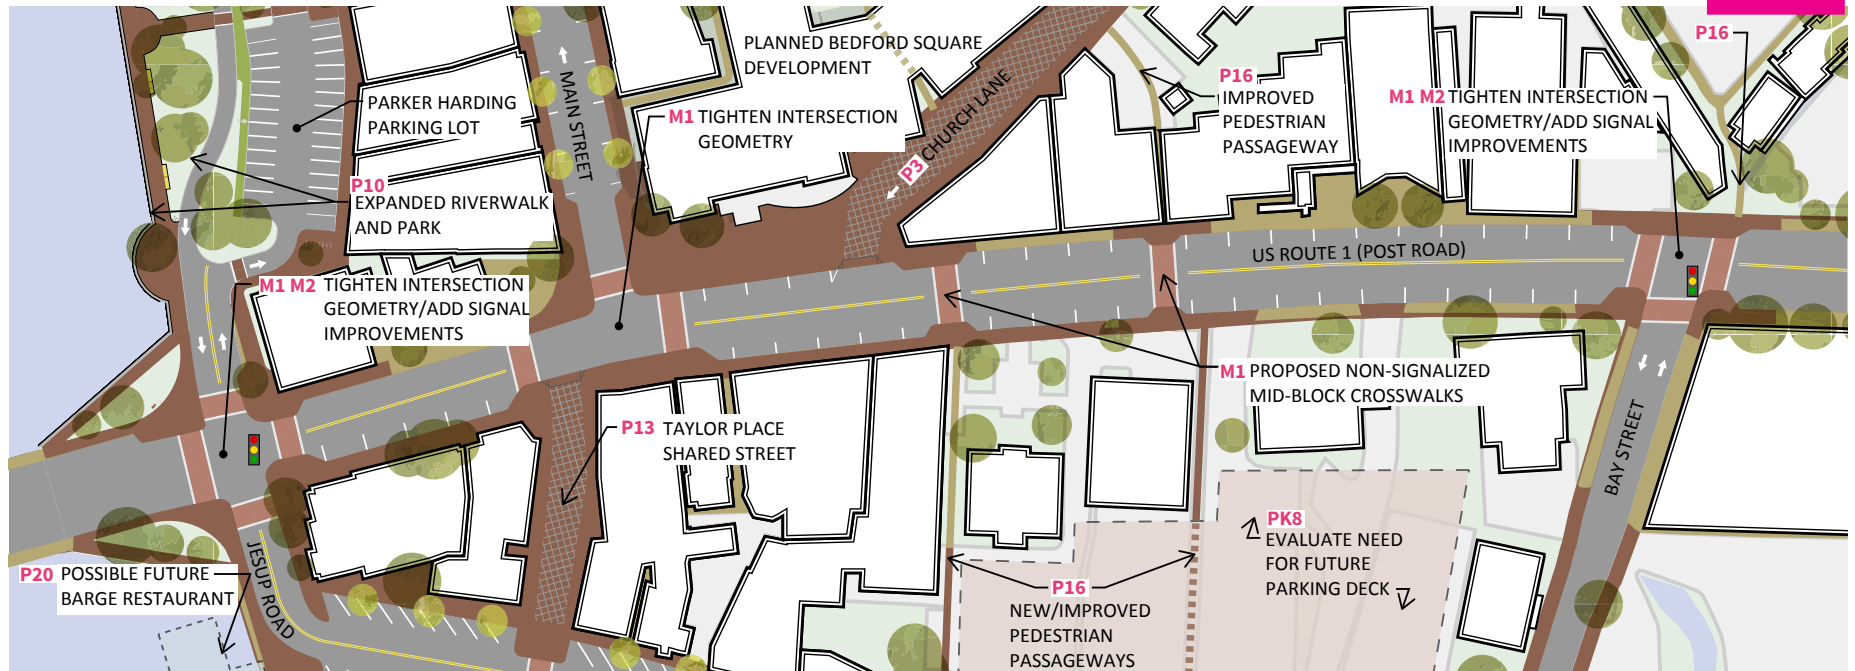 PLANNED BEDFORD SQUARE
DEVELOPMENT
P16
PARKER HARDING
PARKING LOT
MAIN STREET
M1 TIGHTEN INTERSECTION
GEOMETRY
P3 CHURCH LANE
P16
IMPROVED
PEDESTRIAN
PASSAGEWAY
M1 M2 TIGHTEN INTERSECTION
GEOMETRY/ADD SIGNAL
IMPROVEMENTS
P10
EXPANDED RIVERWALK
AND PARK
US ROUTE 1 (POST ROAD)
M1 M2 TIGHTEN INTERSECTION
GEOMETRY/ADD SIGNAL
IMPROVEMENTS
M1 PROPOSED NON-SIGNALIZED
MID-BLOCK CROSSWALKS
P13 TAYLOR PLACE
SHARED STREET
BAY STREET
PK8
EVALUATE NEED
FOR FUTURE
PARKING DECK
P20 POSSIBLE FUTURE
BARGE RESTAURANT
JESUP ROAD
P16
NEW/IMPROVED
PEDESTRIAN
PASSAGEWAYS